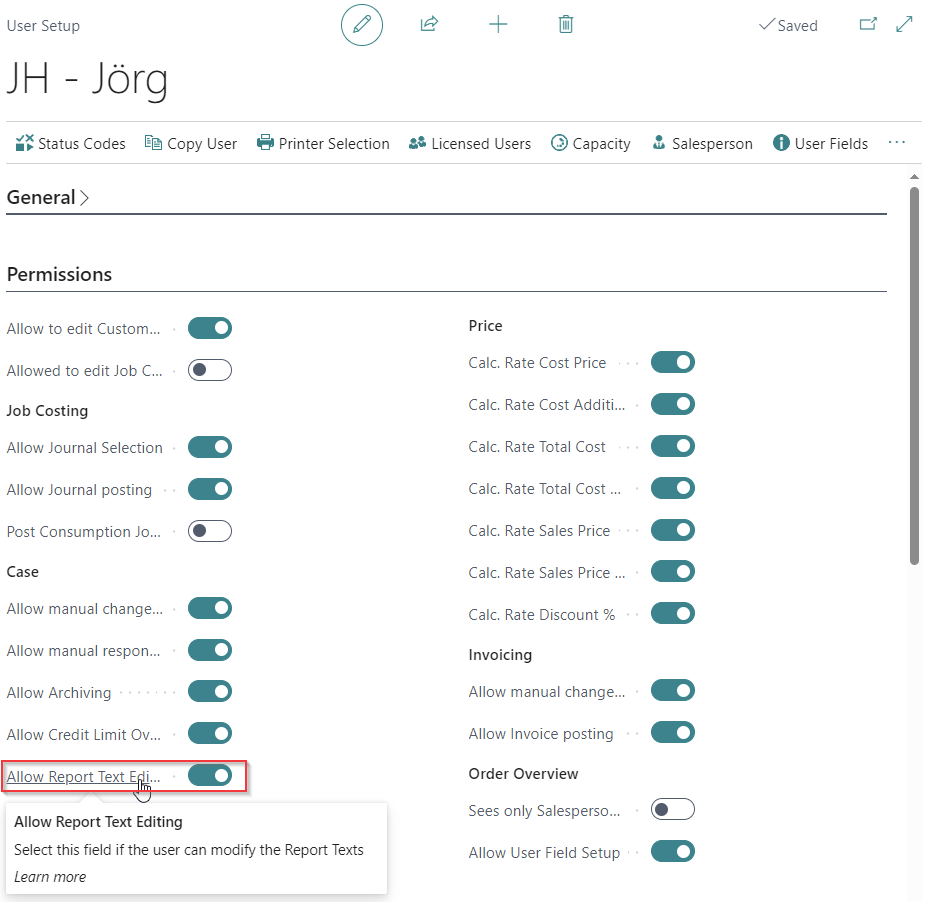 User Setup
Saved
JH - Jörg
Status Codes Copy User Printer Selection Licensed Users Capacity Salesperson User Fields ...
General
Permissions
Allow to edit Custom...
Allowed to edit Job C...
Job Costing
Allow Journal Selection
Allow Journal posting
Post Consumption Jo...
Case
Allow manual change...
Allow manual respon...
Allow Archiving
Allow Credit Limit Ov...
Allow Report Text Edi...
Allow Report Text Editing
Select this field if the user can modify the Report Texts
Learn more
Price
Calc. Rate Cost Price
Calc. Rate Cost Additi...
Calc. Rate Total Cost
Calc. Rate Total Cost ...
Calc. Rate Sales Price
Calc. Rate Sales Price ...
Calc. Rate Discount %
Invoicing
Allow manual change...
Allow Invoice posting
Order Overview
Sees only Salesperso...
Allow User Field Setup